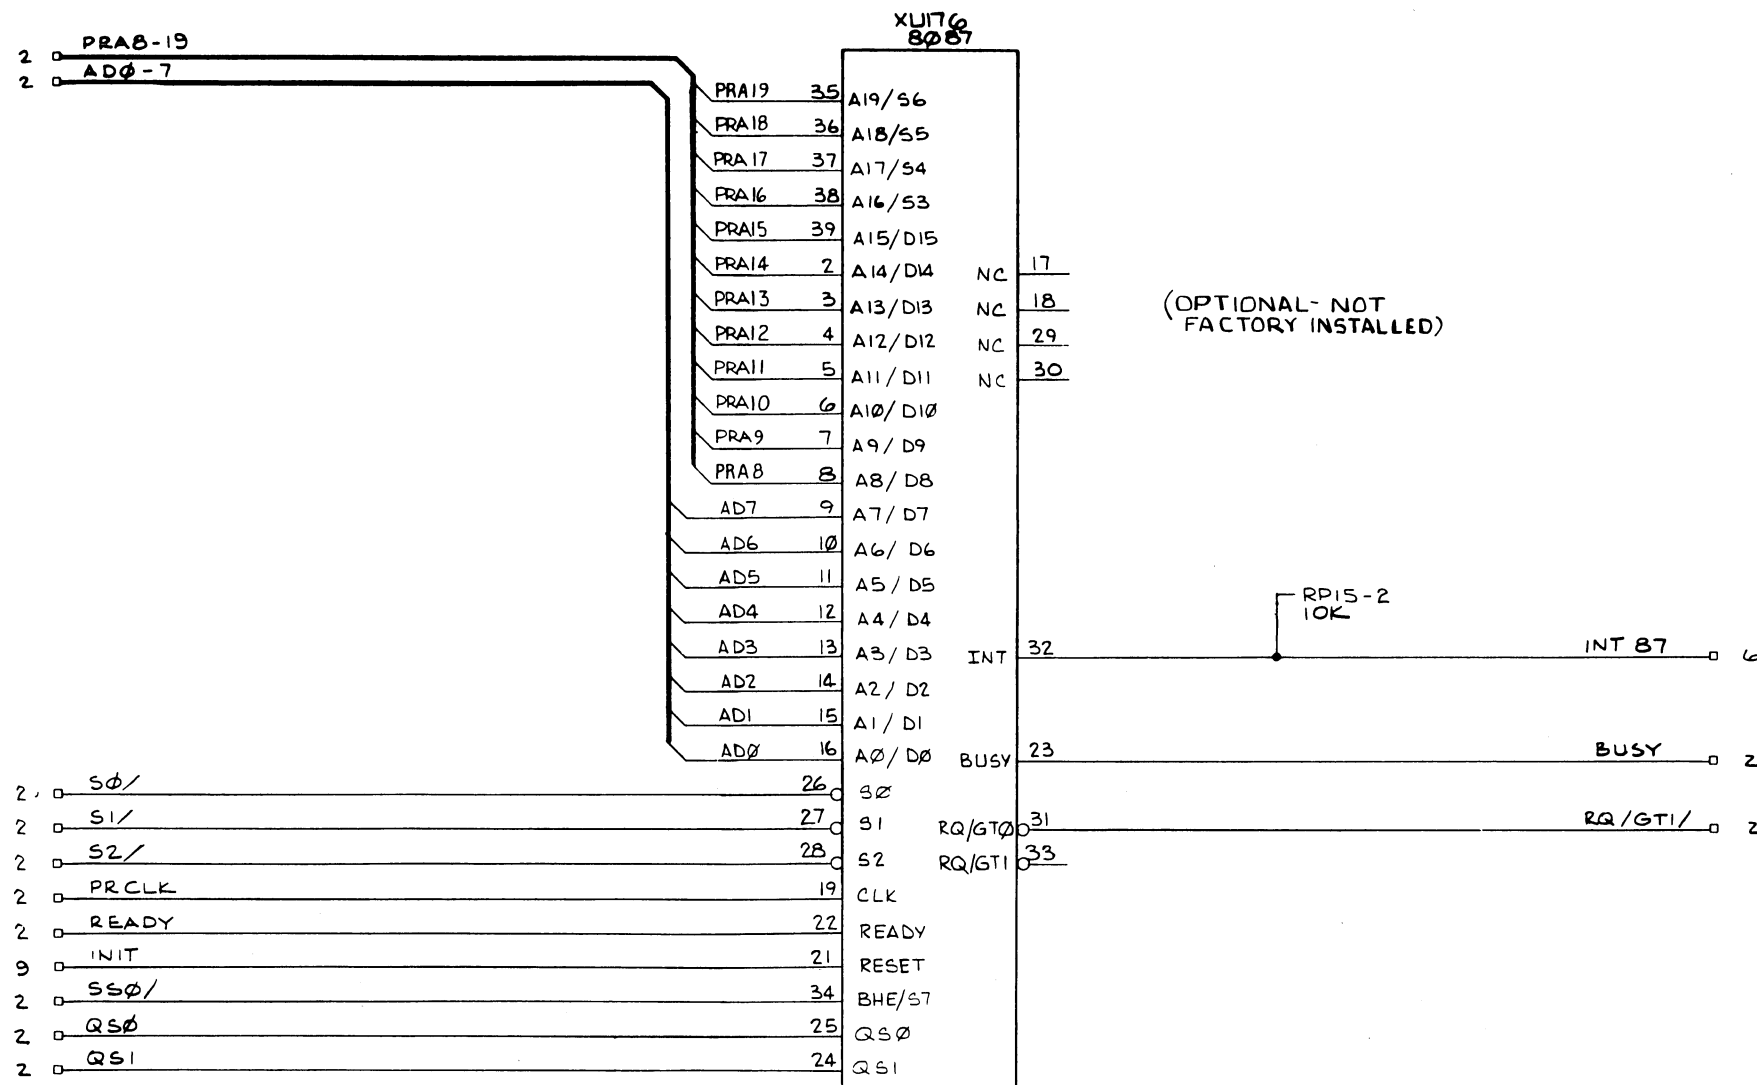 XU176
8Ø87
PRA8-19
2
ADØ-7
2
PRA19 35 A19/S6
PRA18 36 A18/S5
PRA17 37 A17/S4
PRA16 38 A16/S3
PRA15 39 A15/D15
PRA14 2 A14/D14 NC 17
PRA13 3 A13/D13 NC 18
(OPTIONAL-NOT
FACTORY INSTALLED)
PRA12 4 A12/D12 NC 29
PRA11 5 A11/D11 NC 30
PRA10 6 A1Ø/D1Ø
PRA9 7 A9/D9
PRA8 8 A8/D8
AD7 9 A7/D7
AD6 1Ø A6/D6
AD5 11 A5/D5
RP15-2
10K
AD4 12 A4/D4
AD3 13 A3/D3 INT 32 INT 87 6
AD2 14 A2/D2
AD1 15 A1/D1
ADØ 16 AØ/DØ BUSY 23 BUSY 2
2 SØ/ 26 SØ
2 S1/ 27 S1 RQ/GTØ 31 RQ/GT1/ 2
2 S2/ 28 S2 RQ/GT1 33
2 PRCLK 19 CLK
2 READY 22 READY
9 INIT 21 RESET
2 SSØ/ 34 BHE/S7
2 QSØ 25 QSØ
2 QS1 24 QS1